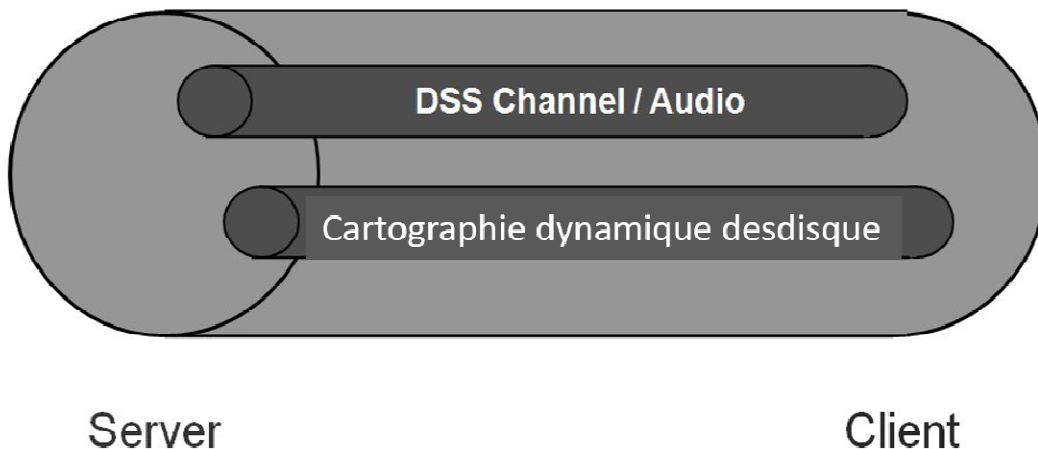 DSS Channel / Audio
Cartographie dynamique desdisque
Server
Client